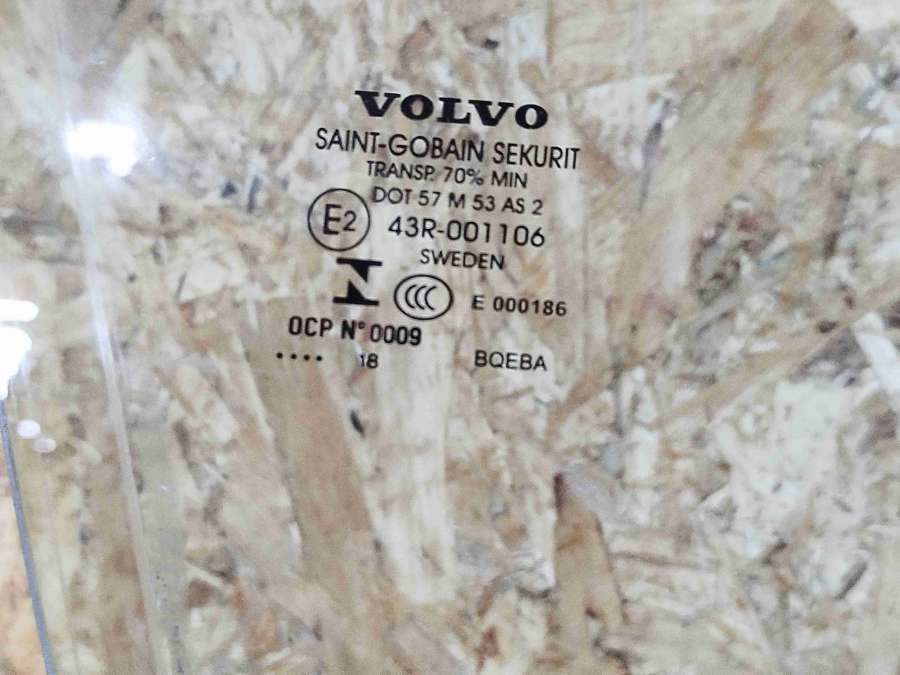 VOLVO
SAINT-GOBAIN SEKURIT
TRANSP. 70% MIN
DOT 57 M 53 AS 2
E2 43R-001106
SWEDEN
CCC E 000186
OCP N° 0009
•••• 18 BQEBA